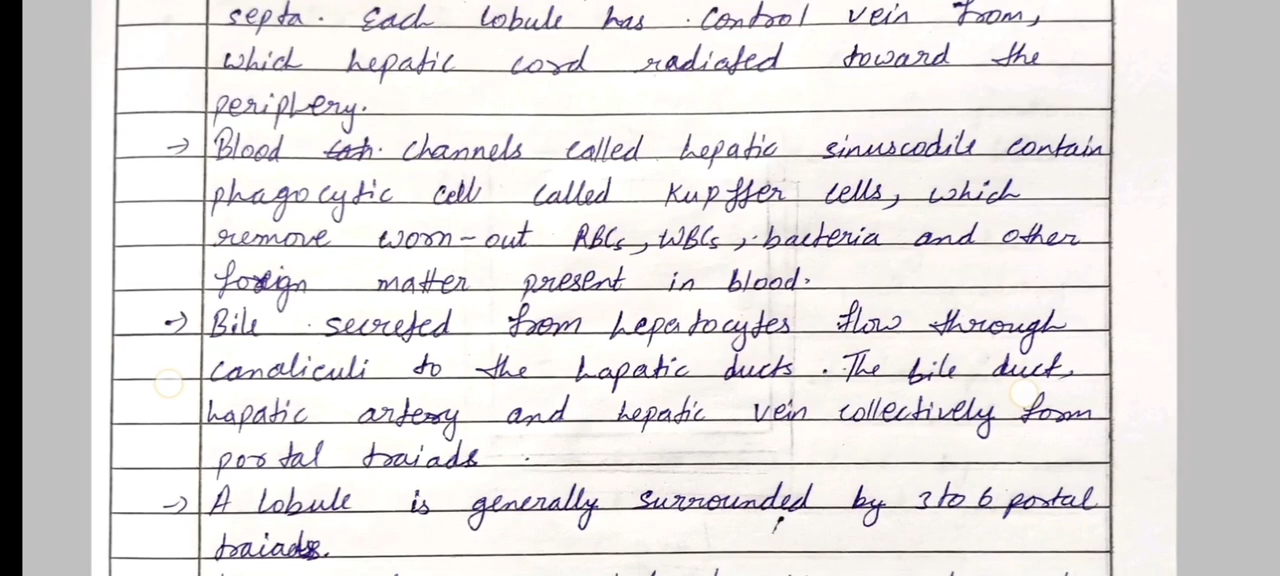 septa. Each lobule has control vein from,
which hepatic cord radiated toward the
periphery.
→ Blood channels called hepatic sinuscodile contain
phagocytic cell called Kupffer cells, which
remove worn-out RBCs, WBCs, bacteria and other
foreign matter present in blood.
→ Bile secreted from hepatocytes flow through
canaliculi to the hapatic ducts. The bile duct,
hapatic artery and hepatic vein collectively form
portal traiads.
→ A lobule is generally surrounded by 3 to 6 portal
traiads.